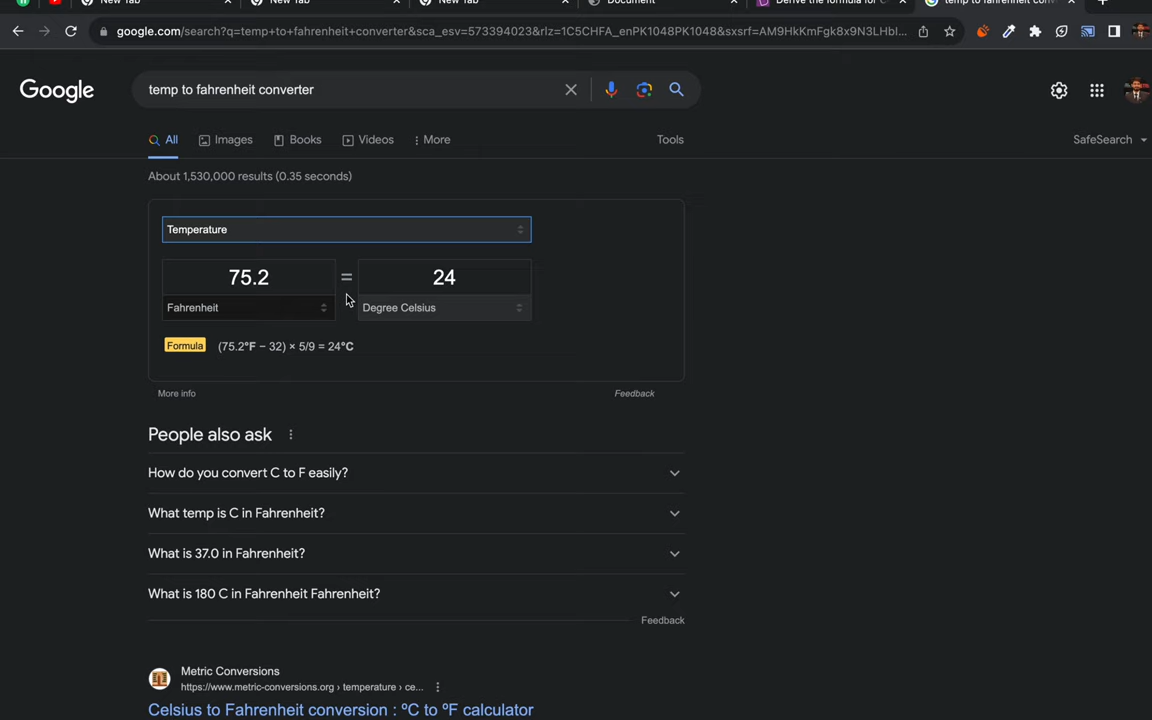 New Tab
New Tab
New Tab
Document
Derive the formula for
temp to fahrenheit conv
google.com/search?q=temp+to+fahrenheit+converter&sca_esv=573394023&rlz=1C5CHFA_enPK1048PK1048&sxsrf=AM9HkKmFgk8x9N3LHbl...
Google
temp to fahrenheit converter
All
Images
Books
Videos
More
Tools
SafeSearch
About 1,530,000 results (0.35 seconds)
Temperature
75.2 = 24
Fahrenheit
Degree Celsius
Formula (75.2°F − 32) × 5/9 = 24°C
More info
Feedback
People also ask
How do you convert C to F easily?
What temp is C in Fahrenheit?
What is 37.0 in Fahrenheit?
What is 180 C in Fahrenheit Fahrenheit?
Feedback
Metric Conversions
https://www.metric-conversions.org › temperature › ce...
Celsius to Fahrenheit conversion : ºC to ºF calculator